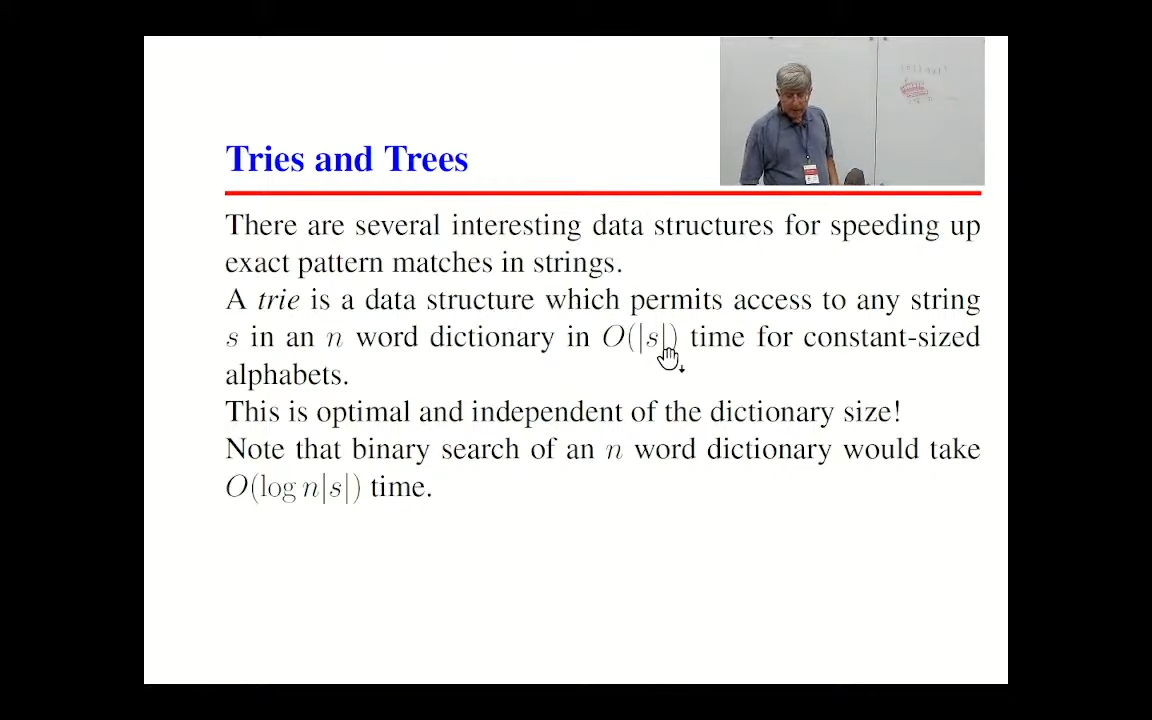 Tries and Trees
There are several interesting data structures for speeding up
exact pattern matches in strings.
A trie is a data structure which permits access to any string
s in an n word dictionary in O(|s|) time for constant-sized
alphabets.
This is optimal and independent of the dictionary size!
Note that binary search of an n word dictionary would take
O(log n|s|) time.